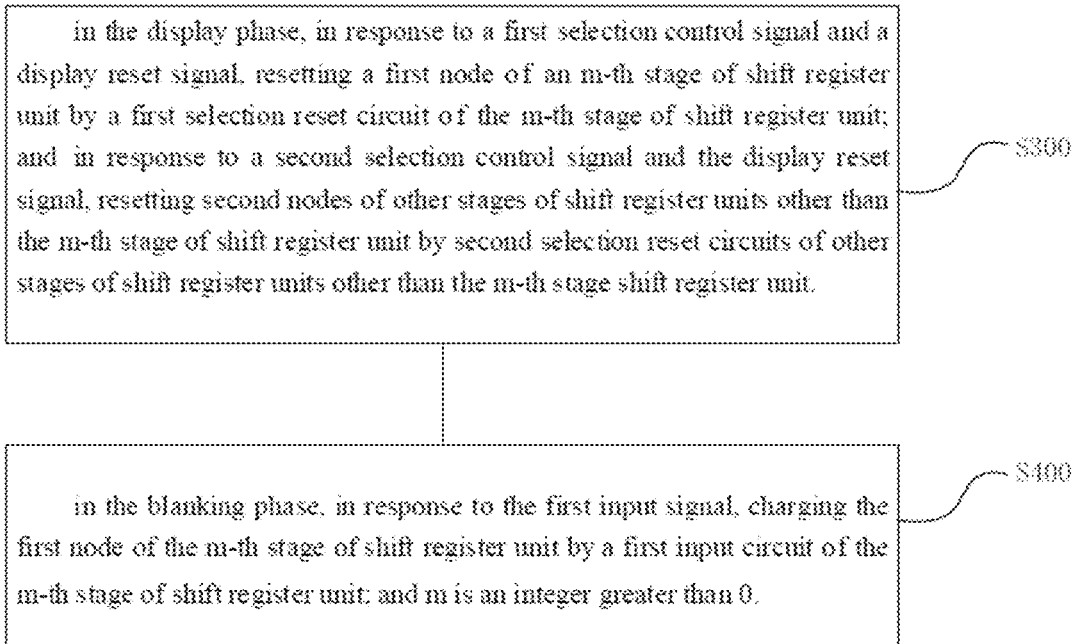 in the display phase, in response to a first selection control signal and a
display reset signal, resetting a first node of an m-th stage of shift register
unit by a first selection reset circuit of the m-th stage of shift register unit;
and in response to a second selection control signal and the display reset
signal, resetting second nodes of other stages of shift register units other than
the m-th stage of shift register unit by second selection reset circuits of other
stages of shift register units other than the m-th stage shift register unit.
S300
in the blanking phase, in response to the first input signal, charging the
first node of the m-th stage of shift register unit by a first input circuit of the
m-th stage of shift register unit; and m is an integer greater than 0.
S400